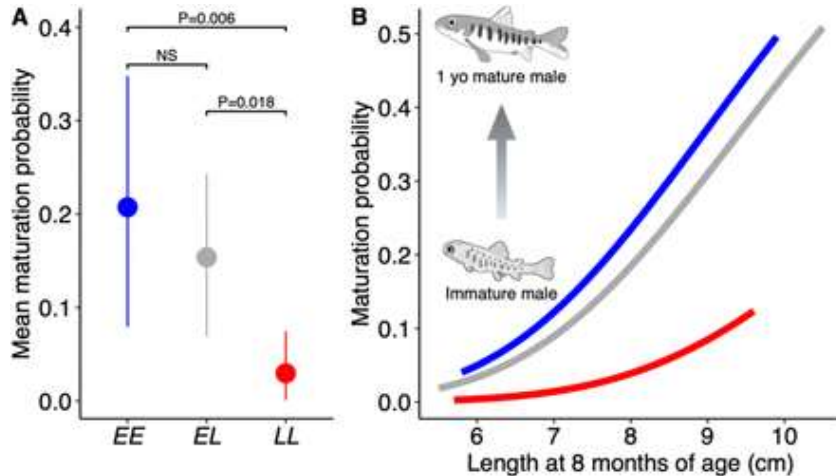 A
Mean maturation probability
0.4
0.3
0.2
0.1
0.0
P=0.006
NS
P=0.018
EE EL LL
B
Maturation probability
0.5
0.4
0.3
0.2
0.1
0.0
1 yo mature male
Immature male
6 7 8 9 10
Length at 8 months of age (cm)